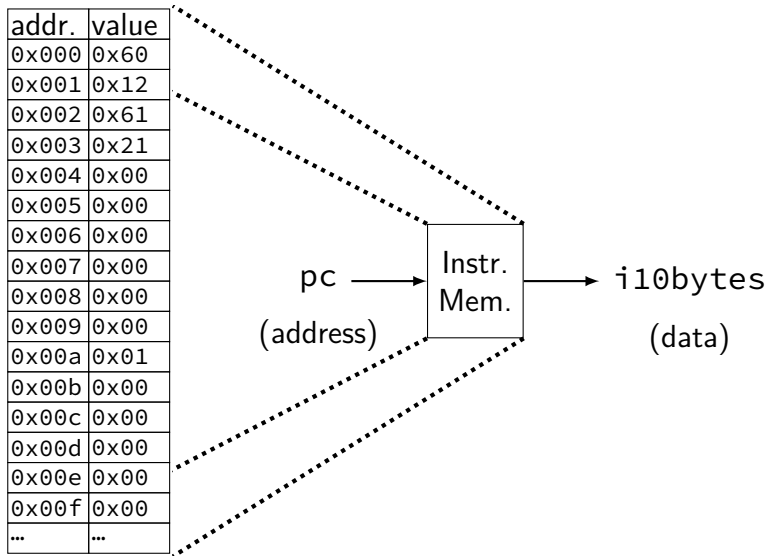 addr. value
0x000 0x60
0x001 0x12
0x002 0x61
0x003 0x21
0x004 0x00
0x005 0x00
0x006 0x00
0x007 0x00
0x008 0x00
0x009 0x00
0x00a 0x01
0x00b 0x00
0x00c 0x00
0x00d 0x00
0x00e 0x00
0x00f 0x00
… …
pc
(address)
Instr.
Mem.
i10bytes
(data)